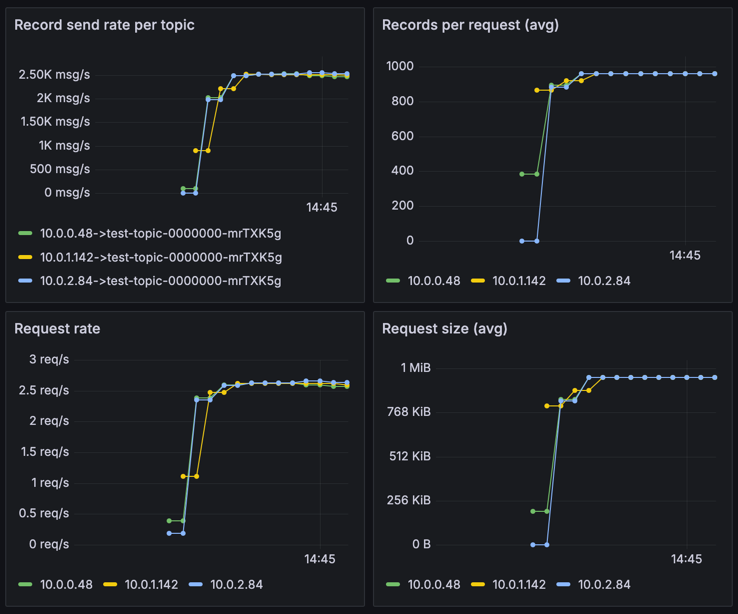 Record send rate per topic
2.50K msg/s
2K msg/s
1.50K msg/s
1K msg/s
500 msg/s
0 msg/s
14:45
10.0.0.48->test-topic-0000000-mrTXK5g
10.0.1.142->test-topic-0000000-mrTXK5g
10.0.2.84->test-topic-0000000-mrTXK5g
Records per request (avg)
1000
800
600
400
200
0
14:45
10.0.0.48 10.0.1.142 10.0.2.84
Request rate
3 req/s
2.5 req/s
2 req/s
1.5 req/s
1 req/s
0.5 req/s
0 req/s
14:45
10.0.0.48 10.0.1.142 10.0.2.84
Request size (avg)
1 MiB
768 KiB
512 KiB
256 KiB
0 B
14:45
10.0.0.48 10.0.1.142 10.0.2.84